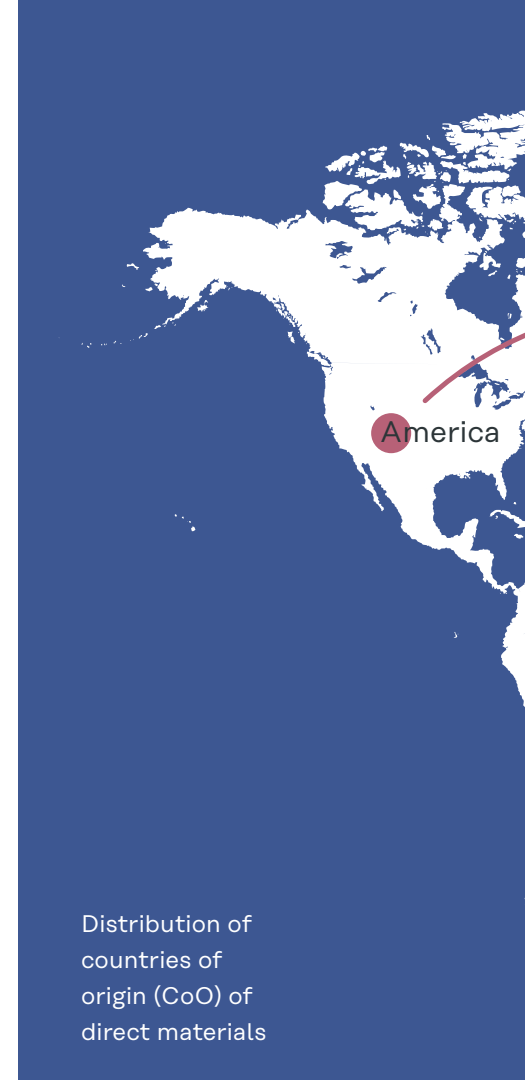 America
Distribution of
countries of
origin (CoO) of
direct materials